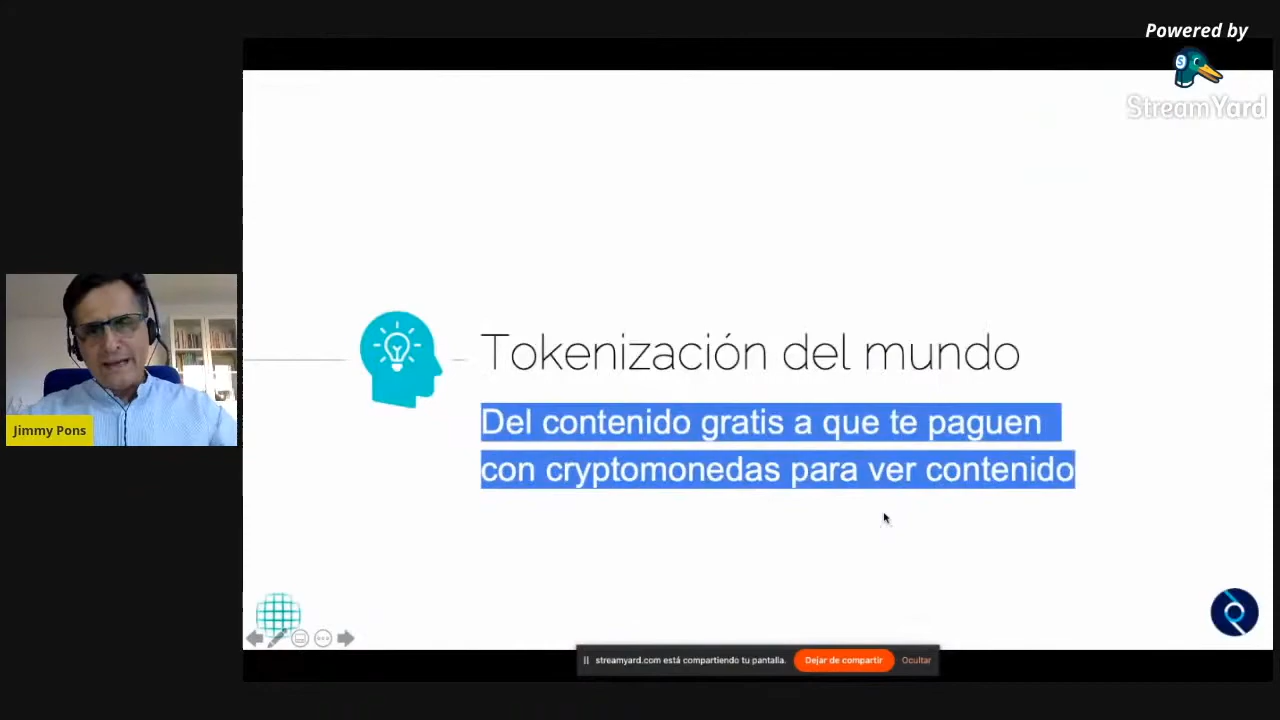 Powered by
StreamYard
Tokenización del mundo
Del contenido gratis a que te paguen
con cryptomonedas para ver contenido
Jimmy Pons
streamyard.com está compartiendo tu pantalla.
Dejar de compartir
Ocultar